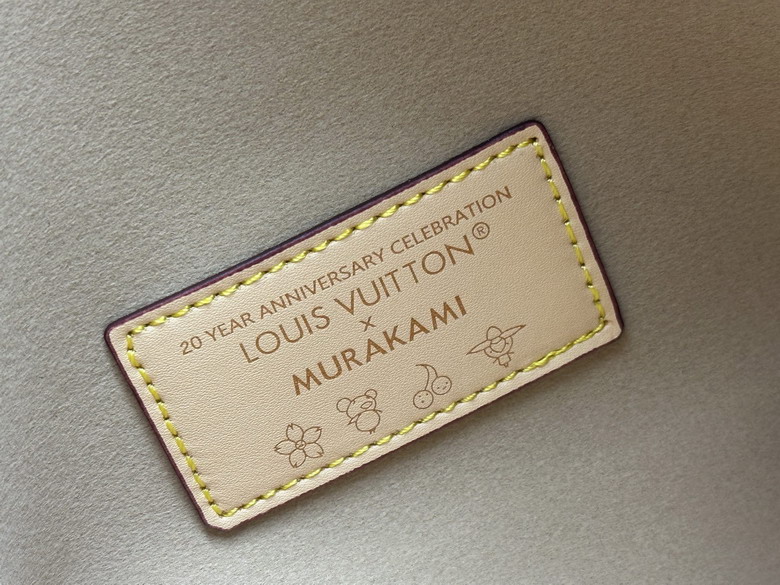 20 YEAR ANNIVERSARY CELEBRATION
LOUIS VUITTON®
×
MURAKAMI